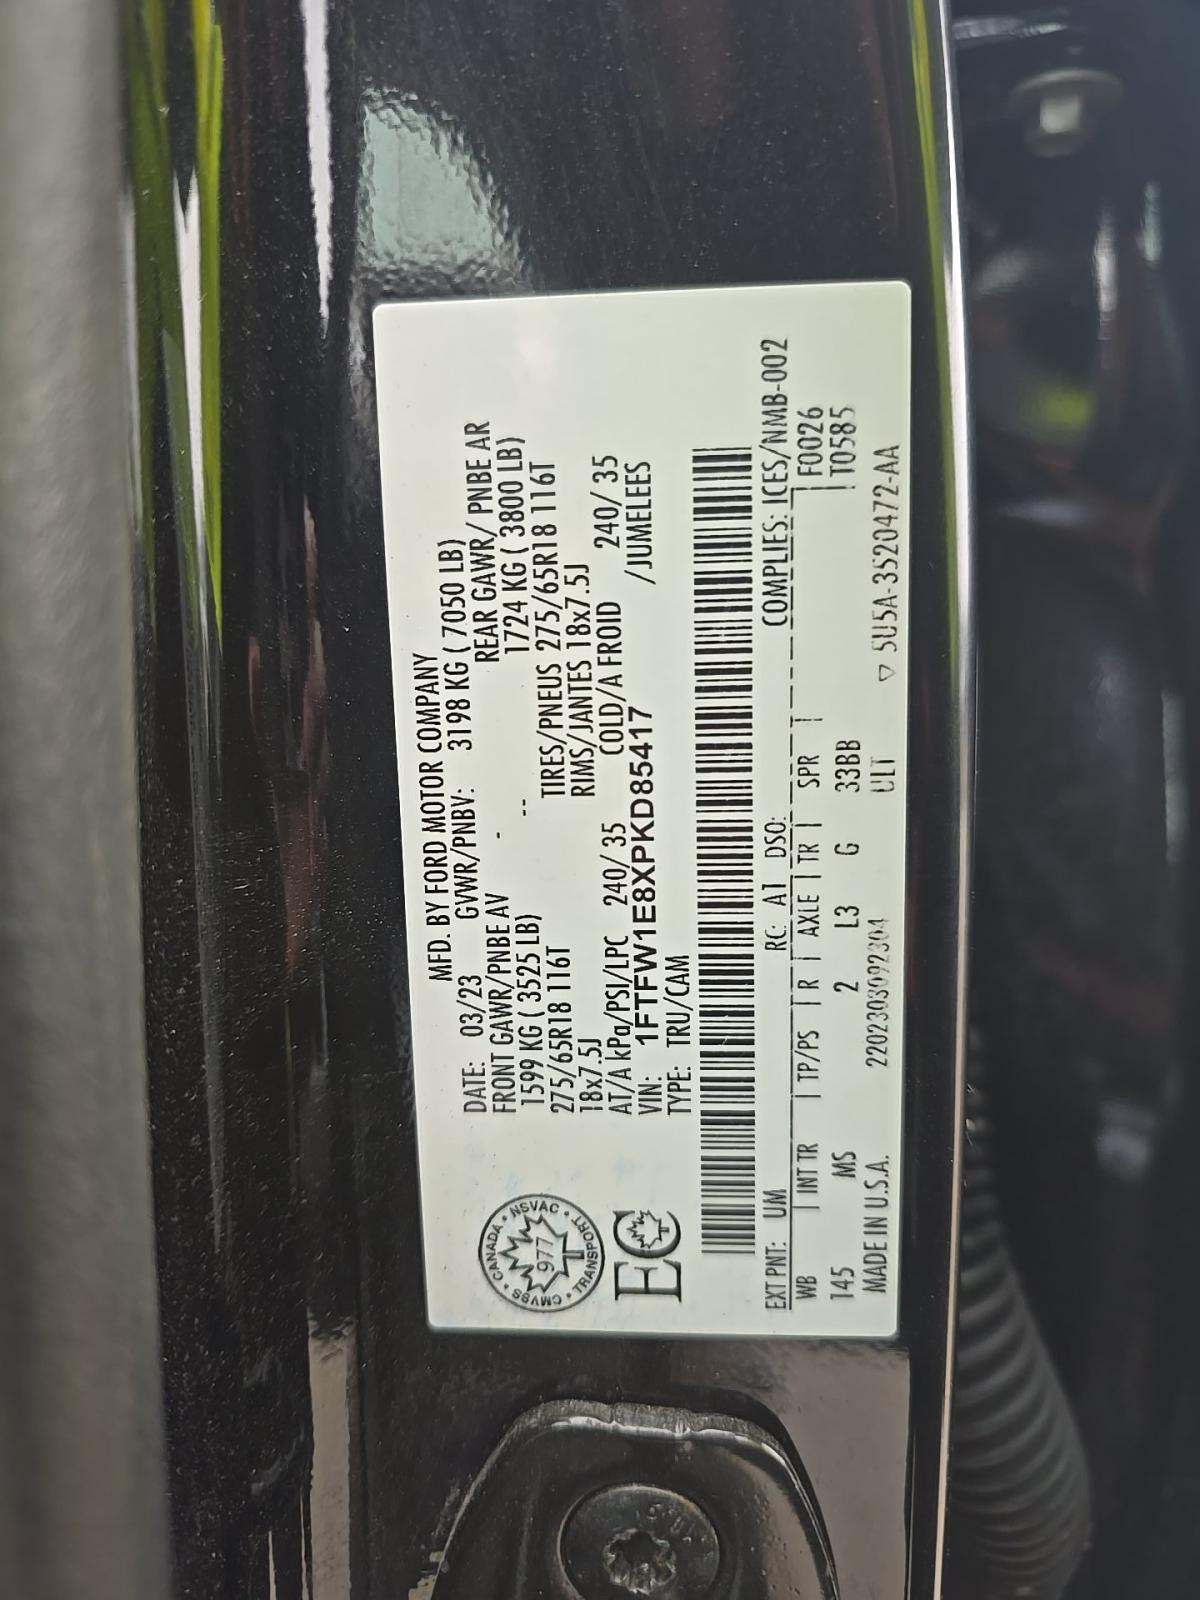 MFD. BY FORD MOTOR COMPANY
DATE: 03/23 GVWR/PNBV: 3198 KG ( 7050 LB)
FRONT GAWR/PNBE AV - REAR GAWR/ PNBE AR
1599 KG ( 3525 LB) -- 1724 KG ( 3800 LB)
275/65R18 116T TIRES/PNEUS 275/65R18 116T
18x7.5J RIMS/JANTES 18x7.5J
AT/A kPa/PSI/LPC 240/ 35 COLD/A FROID 240/ 35
VIN: 1FTFW1E8XPKD85417 /JUMELEES
TYPE: TRU/CAM
CANADA • NSVAC • TRANSPORT • CMVSS •
977
EC
EXT PNT: UM RC: A1 DSO: COMPLIES: ICES/NMB-002
WB | INT TR | TP/PS | R | AXLE | TR | SPR | | F0026
145 MS 2 L3 G 33BB | T0585
MADE IN U.S.A. 2202303092304 ULT ▽ 5U5A-3520472-AA